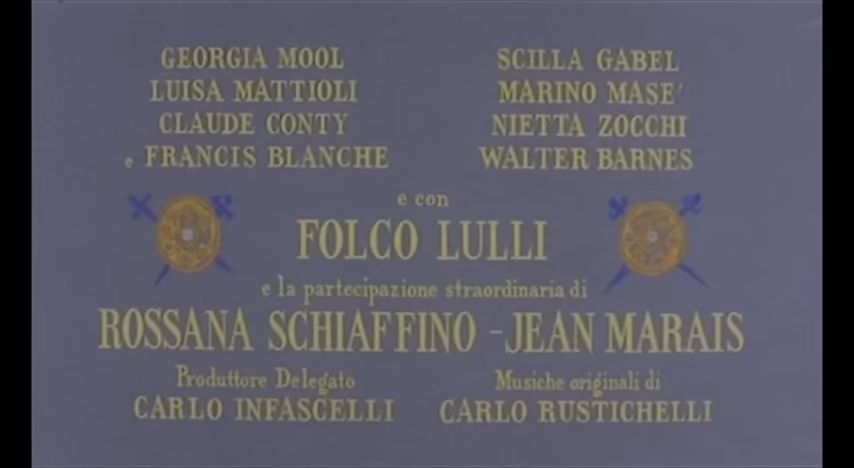 GEORGIA MOOL
LUISA MATTIOLI
CLAUDE CONTY
e FRANCIS BLANCHE
SCILLA GABEL
MARINO MASE'
NIETTA ZOCCHI
WALTER BARNES
e con
FOLCO LULLI
e la partecipazione straordinaria di
ROSSANA SCHIAFFINO - JEAN MARAIS
Produttore Delegato
CARLO INFASCELLI
Musiche originali di
CARLO RUSTICHELLI